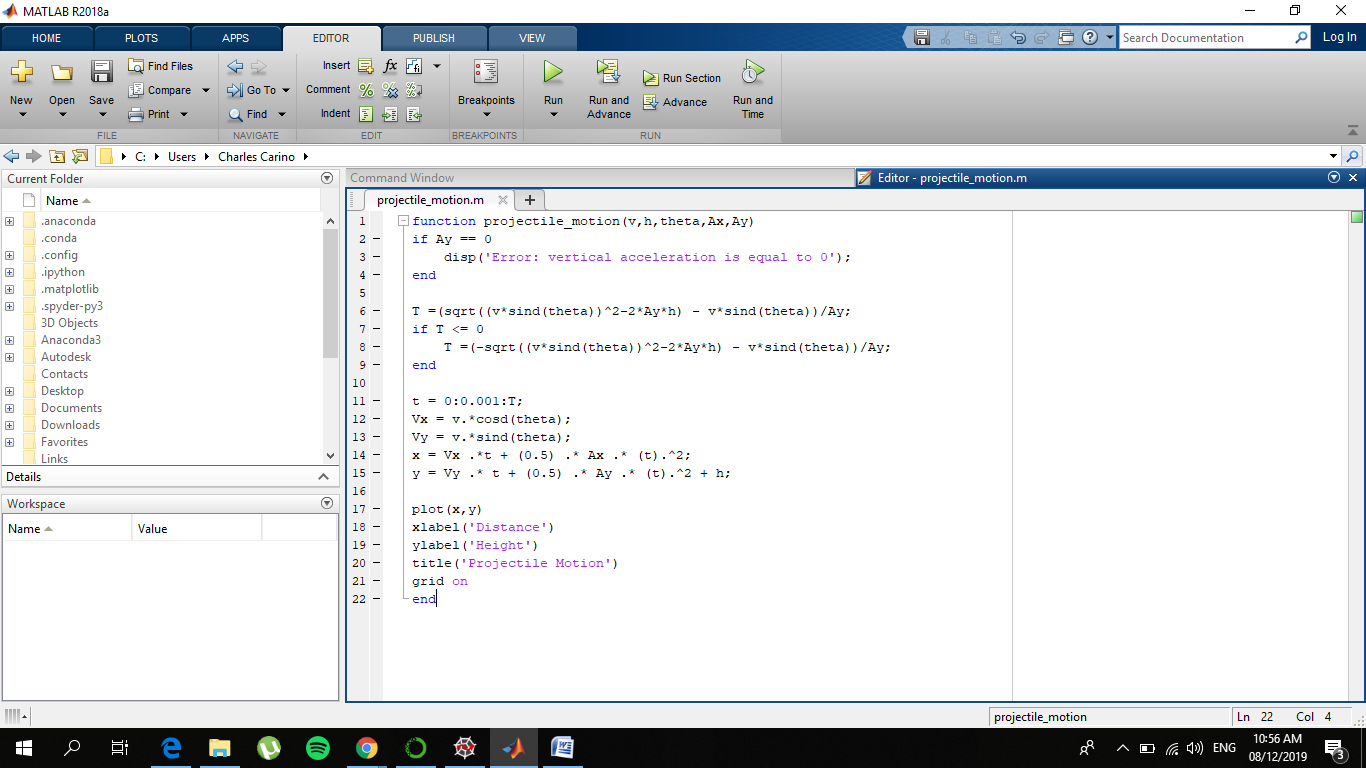 MATLAB R2018a
HOME PLOTS APPS EDITOR PUBLISH VIEW
Search Documentation
Log In
New
Open
Save
Find Files
Compare
Print
FILE
Go To
Find
NAVIGATE
Insert
fx
Comment
Indent
EDIT
Breakpoints
BREAKPOINTS
Run
Run and Advance
Run Section
Advance
Run and Time
RUN
C: Users Charles Carino
Current Folder
Name
.anaconda
.conda
.config
.ipython
.matplotlib
.spyder-py3
3D Objects
Anaconda3
Autodesk
Contacts
Desktop
Documents
Downloads
Favorites
Links
Details
Workspace
Name Value
Command Window
Editor - projectile_motion.m
projectile_motion.m
1 function projectile_motion(v,h,theta,Ax,Ay)
2 if Ay == 0
3 disp('Error: vertical acceleration is equal to 0');
4 end
5
6 T =(sqrt((v*sind(theta))^2-2*Ay*h) - v*sind(theta))/Ay;
7 if T <= 0
8 T =(-sqrt((v*sind(theta))^2-2*Ay*h) - v*sind(theta))/Ay;
9 end
10
11 t = 0:0.001:T;
12 Vx = v.*cosd(theta);
13 Vy = v.*sind(theta);
14 x = Vx .*t + (0.5) .* Ax .* (t).^2;
15 y = Vy .* t + (0.5) .* Ay .* (t).^2 + h;
16
17 plot(x,y)
18 xlabel('Distance')
19 ylabel('Height')
20 title('Projectile Motion')
21 grid on
22 end
projectile_motion
Ln 22 Col 4
ENG
10:56 AM
08/12/2019
3